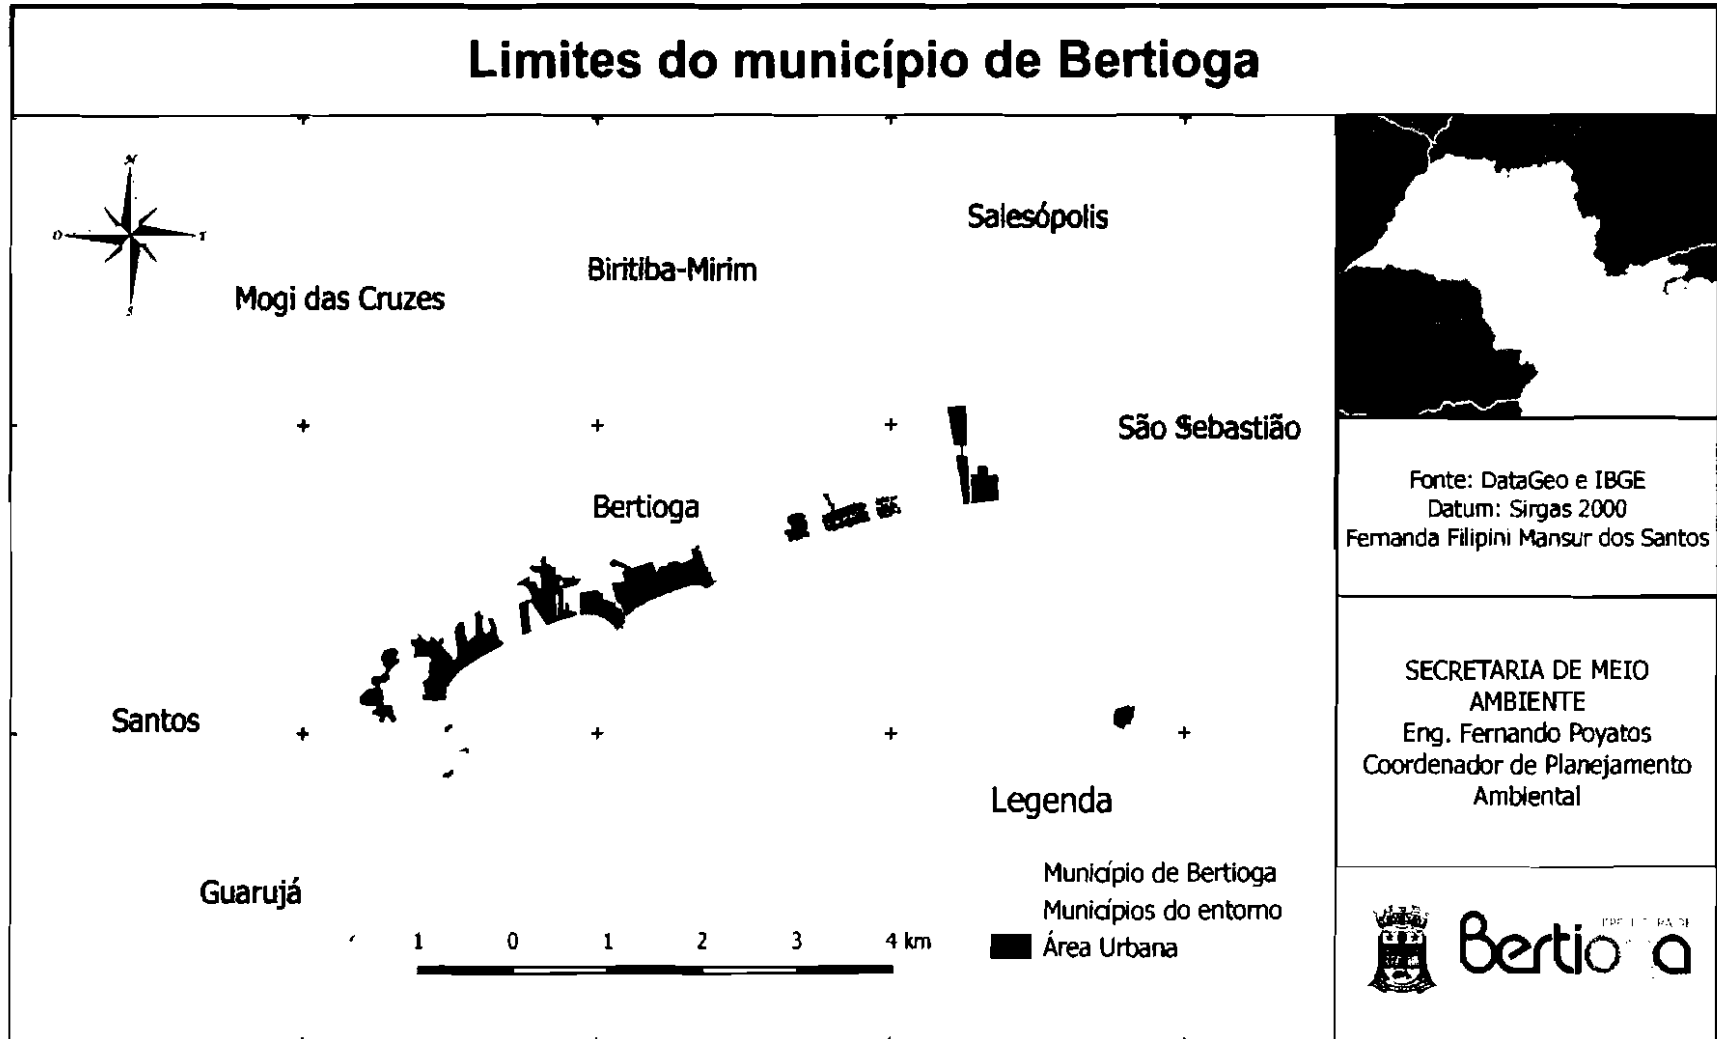 Limites do município de Bertioga
N
O
S
Salesópolis
Biritiba-Mirim
Mogi das Cruzes
São Sebastião
Bertioga
Santos
Guarujá
Legenda
Município de Bertioga
Municípios do entorno
Área Urbana
1 0 1 2 3 4 km
Fonte: DataGeo e IBGE
Datum: Sirgas 2000
Fernanda Filipini Mansur dos Santos
SECRETARIA DE MEIO
AMBIENTE
Eng. Fernando Poyatos
Coordenador de Planejamento
Ambiental